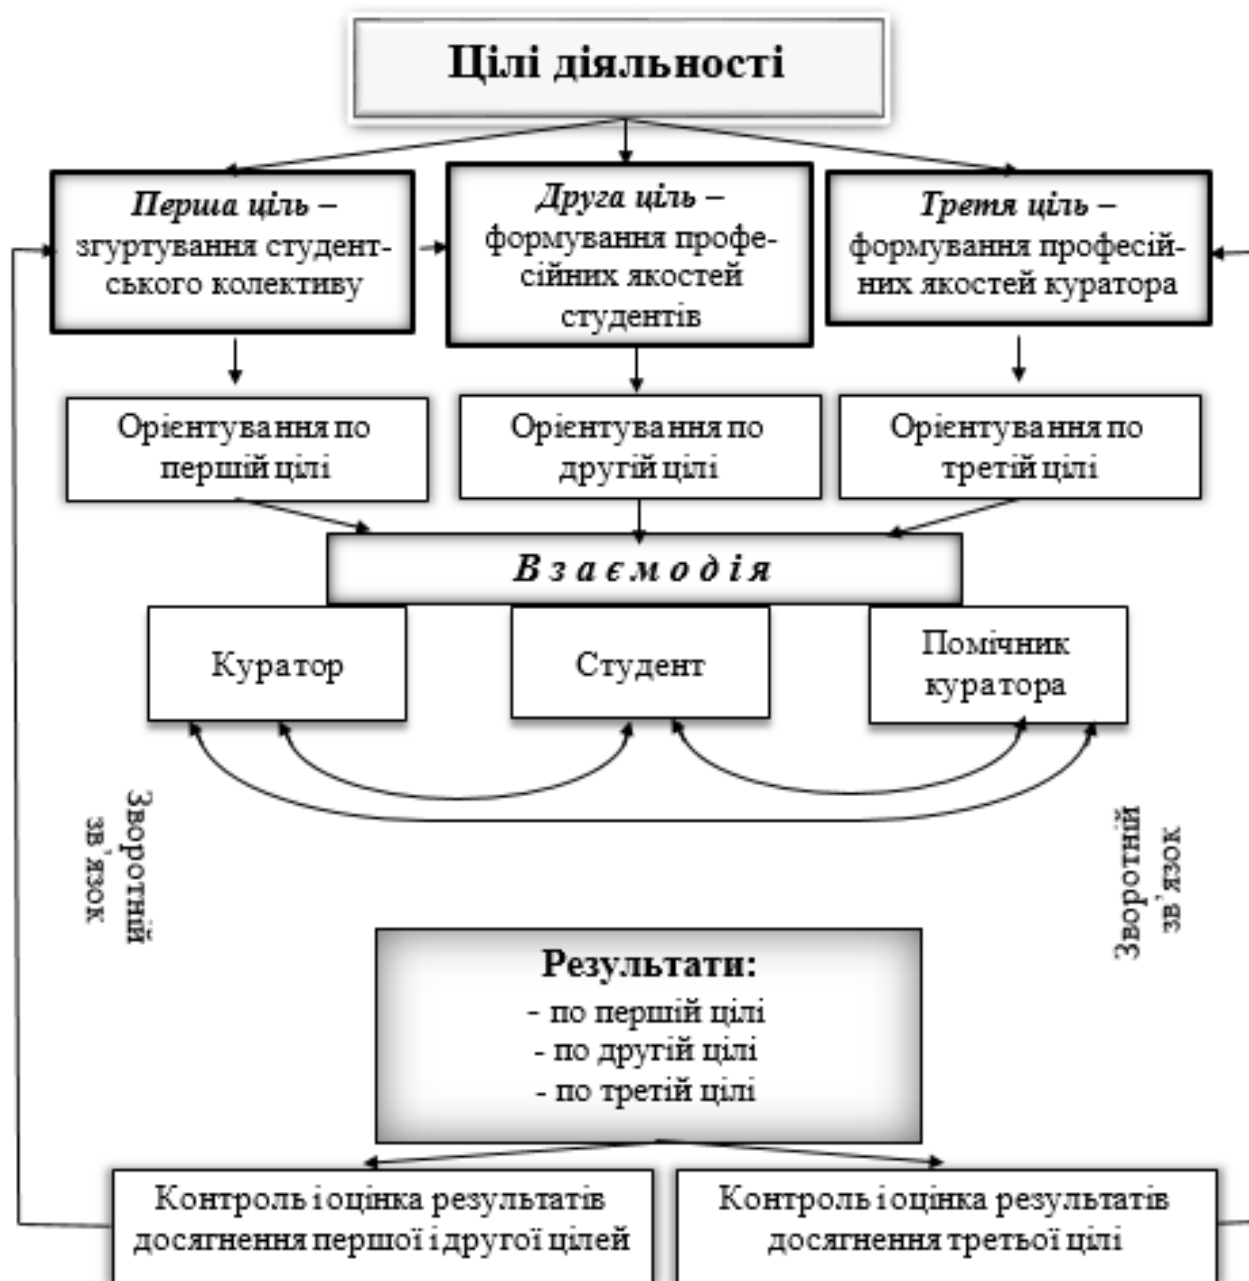 Цілі діяльності
Перша ціль –
згуртування студент-
ського колективу
Друга ціль –
формування профе-
сійних якостей
студентів
Третя ціль –
формування професій-
них якостей куратора
Орієнтування по
першій цілі
Орієнтування по
другій цілі
Орієнтування по
третій цілі
Взаємодія
Куратор
Студент
Помічник
куратора
Зворотній
зв’язок
Зворотній
зв’язок
Результати:
- по першій цілі
- по другій цілі
- по третій цілі
Контроль і оцінка результатів
досягнення першої і другої цілей
Контроль і оцінка результатів
досягнення третьої цілі